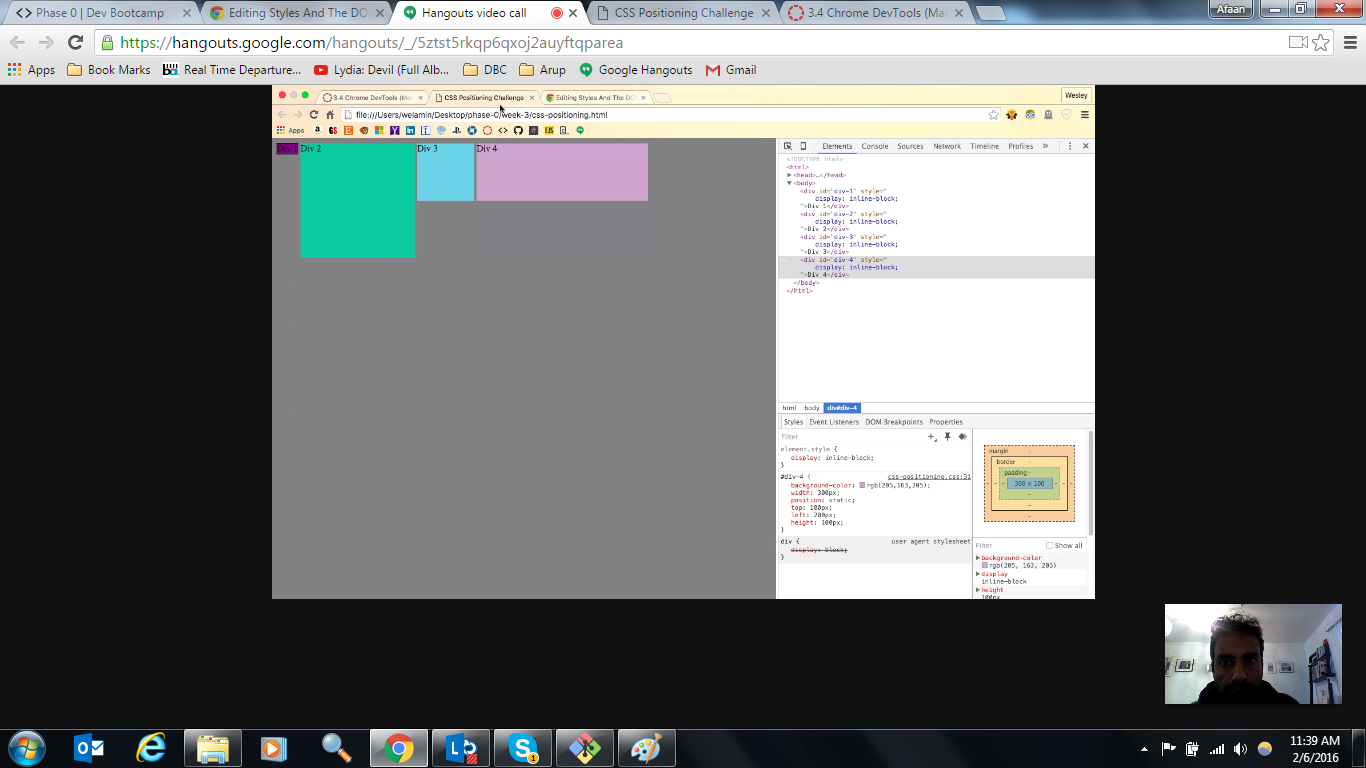 Phase 0 | Dev Bootcamp
Editing Styles And The DO
Hangouts video call
CSS Positioning Challenge
3.4 Chrome DevTools (Ma
Afaan
https://hangouts.google.com/hangouts/_/5ztst5rkqp6qxoj2auyftqparea
Apps
Book Marks
Real Time Departure...
Lydia: Devil (Full Alb...
DBC
Arup
Google Hangouts
Gmail
3.4 Chrome DevTools (Ma
CSS Positioning Challenge
Editing Styles And The DO
Wesley
file:///Users/welamin/Desktop/phase-0/week-3/css-positioning.html
Apps
Div 1
Div 2
Div 3
Div 4
Elements
Console
Sources
Network
Timeline
Profiles
»
<!DOCTYPE html>
<html>
<head>…</head>
<body>
<div id="div-1" style="
display: inline-block;
">Div 1</div>
<div id="div-2" style="
display: inline-block;
">Div 2</div>
<div id="div-3" style="
display: inline-block;
">Div 3</div>
<div id="div-4" style="
display: inline-block;
">Div 4</div>
</body>
</html>
html body div#div-4
Styles Event Listeners DOM Breakpoints Properties
Filter
element.style {
display: inline-block;
}
#div-4 { css-positioning.css:31
background-color: rgb(205,163,205);
width: 300px;
position: static;
top: 100px;
left: 200px;
height: 100px;
}
div { user agent stylesheet
display: block;
}
margin -
border -
padding -
300 × 100
Filter
Show all
background-color
rgb(205, 163, 205)
display
inline-block
height
100px
11:39 AM
2/6/2016